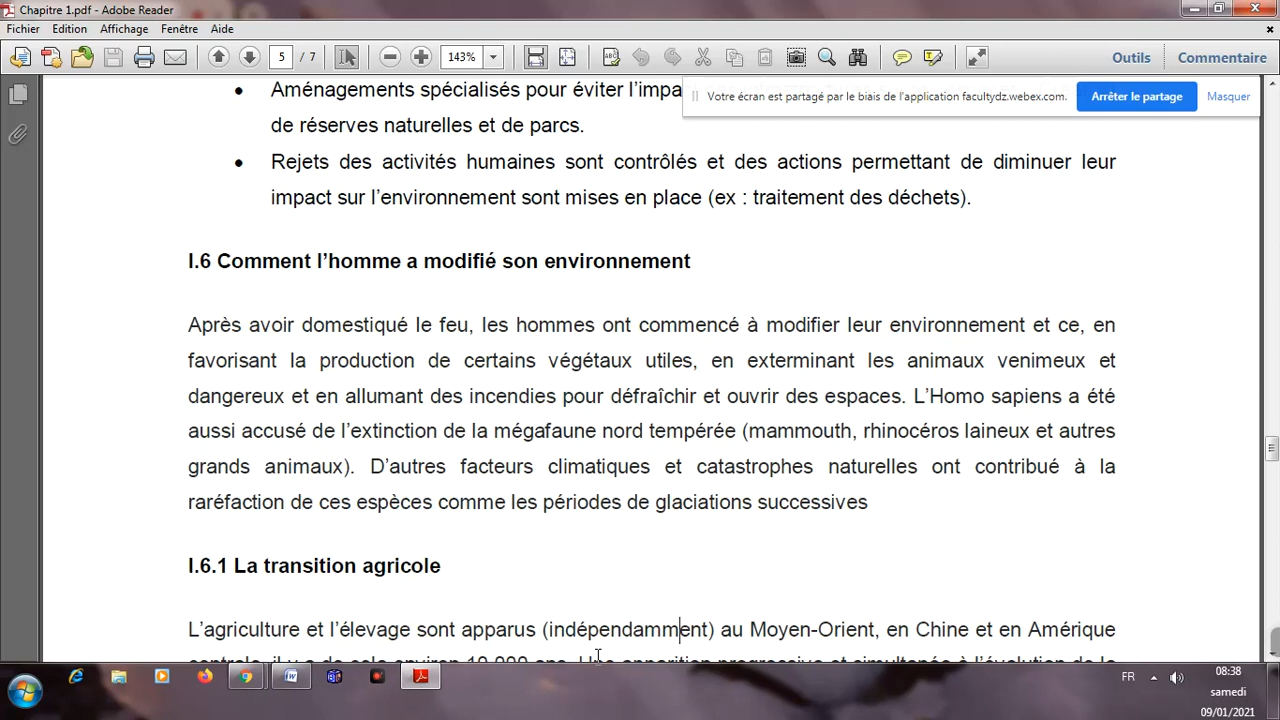 Chapitre 1.pdf - Adobe Reader
Fichier Edition Affichage Fenêtre Aide
5 / 7 143% Outils Commentaire
Aménagements spécialisés pour éviter l’impa
Votre écran est partagé par le biais de l'application facultydz.webex.com. Arrêter le partage Masquer
de réserves naturelles et de parcs.
Rejets des activités humaines sont contrôlés et des actions permettant de diminuer leur
impact sur l’environnement sont mises en place (ex : traitement des déchets).
I.6 Comment l’homme a modifié son environnement
Après avoir domestiqué le feu, les hommes ont commencé à modifier leur environnement et ce, en
favorisant la production de certains végétaux utiles, en exterminant les animaux venimeux et
dangereux et en allumant des incendies pour défraîchir et ouvrir des espaces. L’Homo sapiens a été
aussi accusé de l’extinction de la mégafaune nord tempérée (mammouth, rhinocéros laineux et autres
grands animaux). D’autres facteurs climatiques et catastrophes naturelles ont contribué à la
raréfaction de ces espèces comme les périodes de glaciations successives
I.6.1 La transition agricole
L’agriculture et l’élevage sont apparus (indépendamment) au Moyen-Orient, en Chine et en Amérique
FR
08:38
samedi
09/01/2021